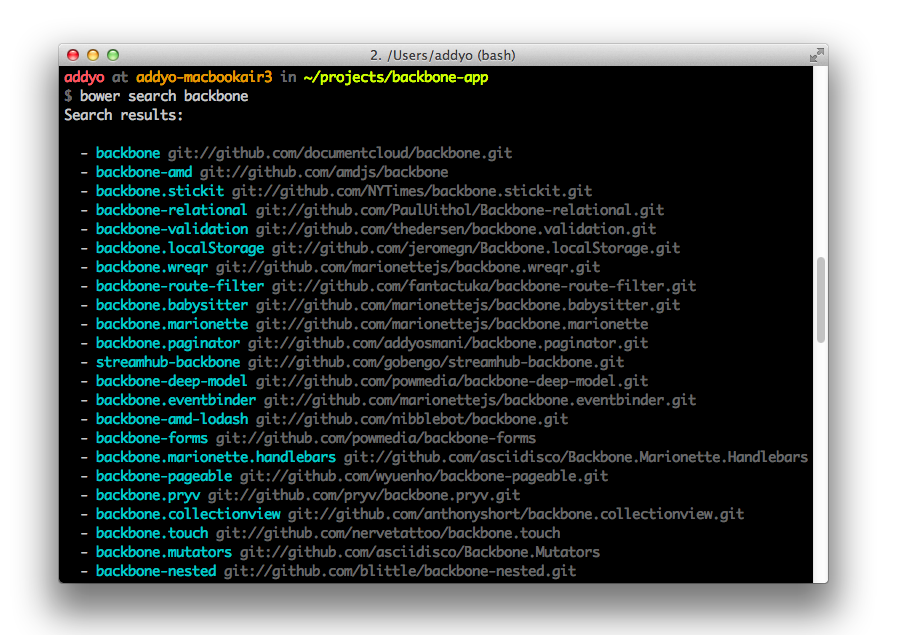 2. /Users/addyo (bash)
addyo at addyo-macbookair3 in ~/projects/backbone-app
$ bower search backbone
Search results:
- backbone git://github.com/documentcloud/backbone.git
- backbone-amd git://github.com/amdjs/backbone
- backbone.stickit git://github.com/NYTimes/backbone.stickit.git
- backbone-relational git://github.com/PaulUithol/Backbone-relational.git
- backbone-validation git://github.com/thedersen/backbone.validation.git
- backbone.localStorage git://github.com/jeromegn/Backbone.localStorage.git
- backbone.wreqr git://github.com/marionettejs/backbone.wreqr.git
- backbone-route-filter git://github.com/fantactuka/backbone-route-filter.git
- backbone.babysitter git://github.com/marionettejs/backbone.babysitter.git
- backbone.marionette git://github.com/marionettejs/backbone.marionette
- backbone.paginator git://github.com/addyosmani/backbone.paginator.git
- streamhub-backbone git://github.com/gobengo/streamhub-backbone.git
- backbone-deep-model git://github.com/powmedia/backbone-deep-model.git
- backbone.eventbinder git://github.com/marionettejs/backbone.eventbinder.git
- backbone-amd-lodash git://github.com/nibblebot/backbone.git
- backbone-forms git://github.com/powmedia/backbone-forms
- backbone.marionette.handlebars git://github.com/asciidisco/Backbone.Marionette.Handlebars
- backbone-pageable git://github.com/wyuenho/backbone-pageable.git
- backbone.pryv git://github.com/pryv/backbone.pryv.git
- backbone.collectionview git://github.com/anthonyshort/backbone.collectionview.git
- backbone.touch git://github.com/nervetattoo/backbone.touch
- backbone.mutators git://github.com/asciidisco/Backbone.Mutators
- backbone-nested git://github.com/blittle/backbone-nested.git